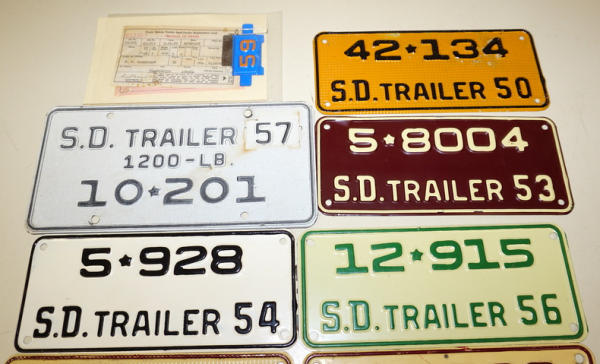 59
42★134
S.D. TRAILER 50
S.D. TRAILER 57
1200-LB.
10★201
5★8004
S.D. TRAILER 53
5★928
S.D. TRAILER 54
12★915
S.D. TRAILER 56